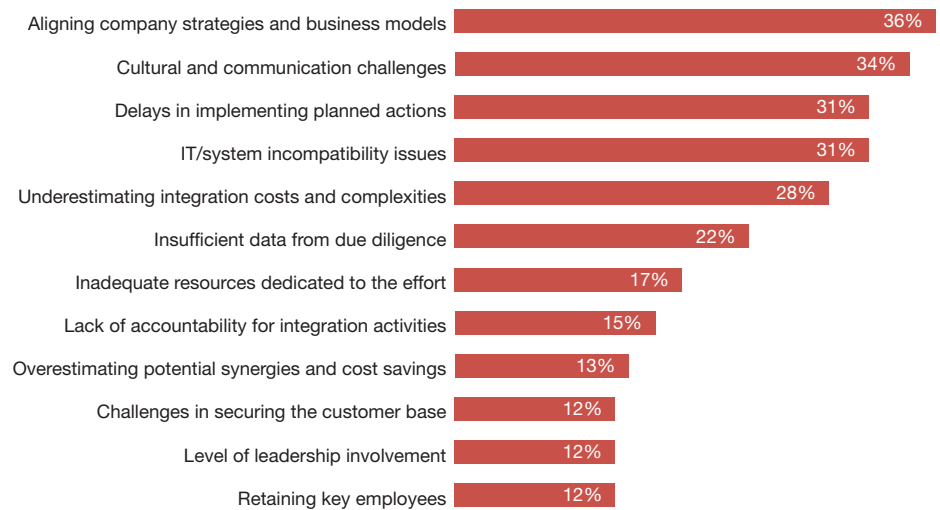 Aligning company strategies and business models 36%
Cultural and communication challenges 34%
Delays in implementing planned actions 31%
IT/system incompatibility issues 31%
Underestimating integration costs and complexities 28%
Insufficient data from due diligence 22%
Inadequate resources dedicated to the effort 17%
Lack of accountability for integration activities 15%
Overestimating potential synergies and cost savings 13%
Challenges in securing the customer base 12%
Level of leadership involvement 12%
Retaining key employees 12%